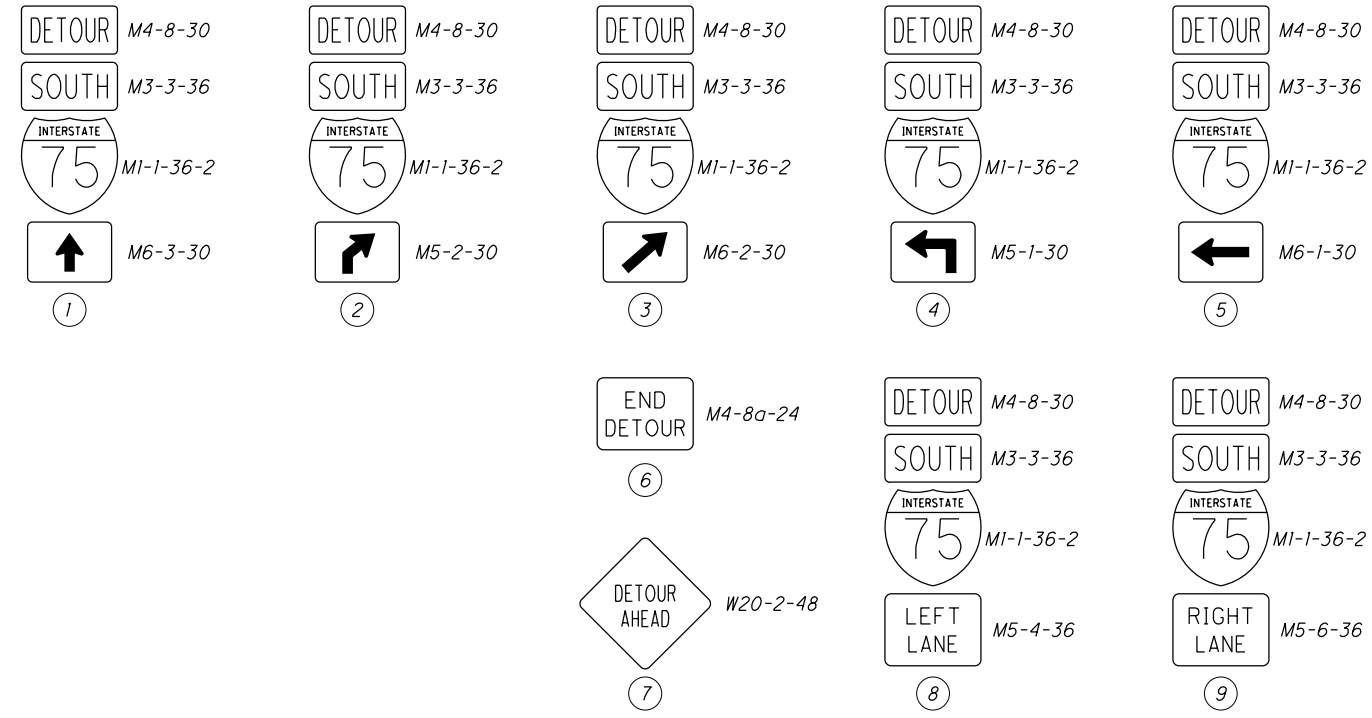 DETOUR M4-8-30
SOUTH M3-3-36
INTERSTATE
75 M1-1-36-2
M6-3-30
1
DETOUR M4-8-30
SOUTH M3-3-36
INTERSTATE
75 M1-1-36-2
M5-2-30
2
DETOUR M4-8-30
SOUTH M3-3-36
INTERSTATE
75 M1-1-36-2
M6-2-30
3
DETOUR M4-8-30
SOUTH M3-3-36
INTERSTATE
75 M1-1-36-2
M5-1-30
4
DETOUR M4-8-30
SOUTH M3-3-36
INTERSTATE
75 M1-1-36-2
M6-1-30
5
END
DETOUR M4-8a-24
6
DETOUR
AHEAD W20-2-48
7
DETOUR M4-8-30
SOUTH M3-3-36
INTERSTATE
75 M1-1-36-2
LEFT
LANE M5-4-36
8
DETOUR M4-8-30
SOUTH M3-3-36
INTERSTATE
75 M1-1-36-2
RIGHT
LANE M5-6-36
9